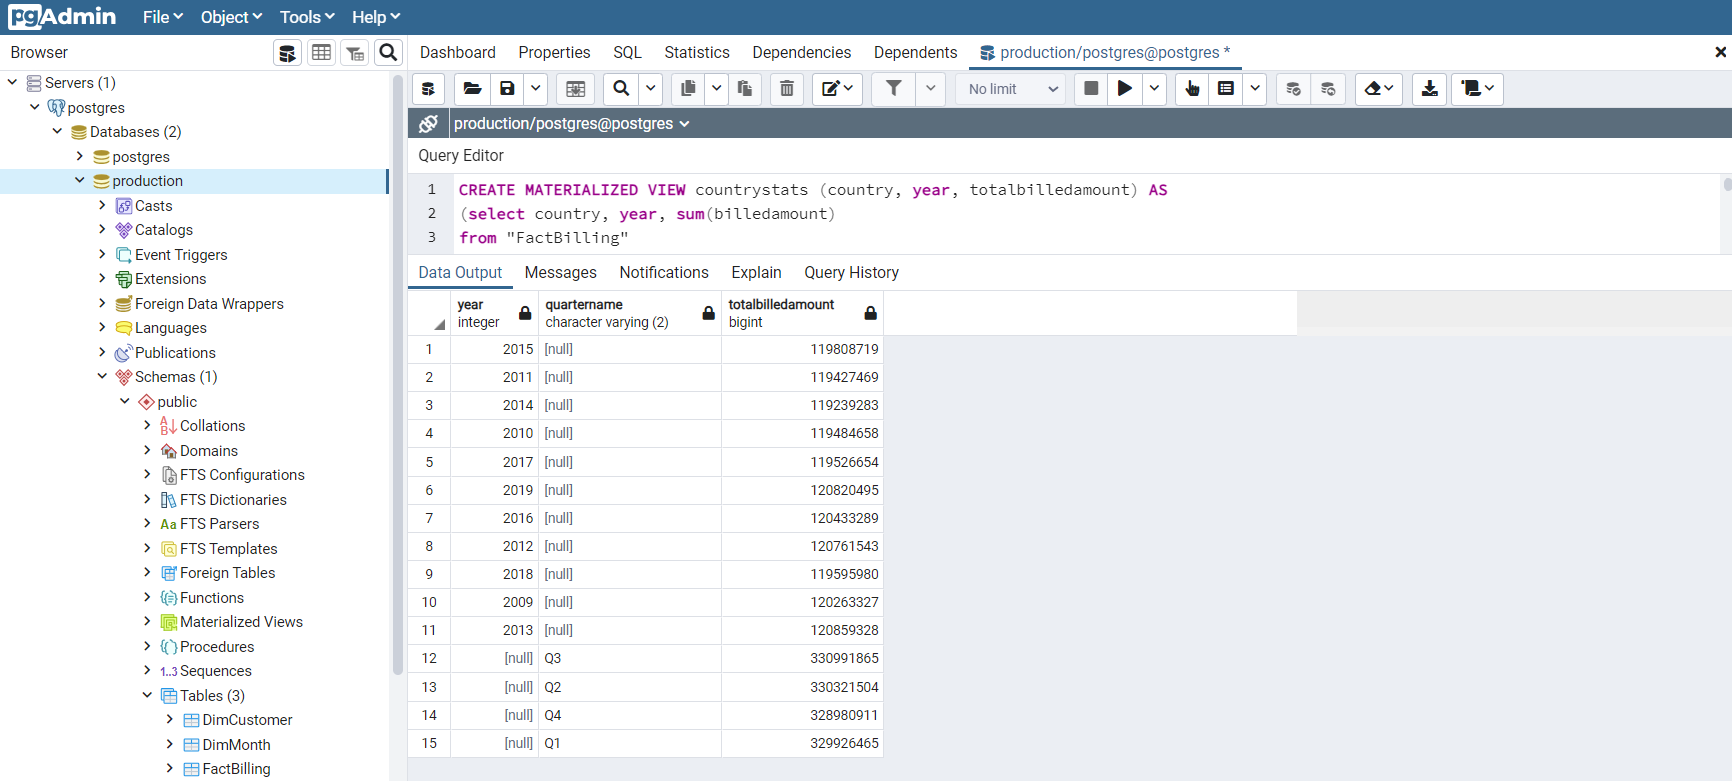 pgAdmin File Object Tools Help
Browser
Dashboard Properties SQL Statistics Dependencies Dependents production/postgres@postgres *
Servers (1)
postgres
Databases (2)
postgres
production
Casts
Catalogs
Event Triggers
Extensions
Foreign Data Wrappers
Languages
Publications
Schemas (1)
public
Collations
Domains
FTS Configurations
FTS Dictionaries
Aa FTS Parsers
FTS Templates
Foreign Tables
Functions
Materialized Views
Procedures
1..3 Sequences
Tables (3)
DimCustomer
DimMonth
FactBilling
No limit
production/postgres@postgres
Query Editor
1 CREATE MATERIALIZED VIEW countrystats (country, year, totalbilledamount) AS
2 (select country, year, sum(billedamount)
3 from "FactBilling"
Data Output Messages Notifications Explain Query History
year quartername totalbilledamount
integer character varying (2) bigint
1 2015 [null] 119808719
2 2011 [null] 119427469
3 2014 [null] 119239283
4 2010 [null] 119484658
5 2017 [null] 119526654
6 2019 [null] 120820495
7 2016 [null] 120433289
8 2012 [null] 120761543
9 2018 [null] 119595980
10 2009 [null] 120263327
11 2013 [null] 120859328
12 [null] Q3 330991865
13 [null] Q2 330321504
14 [null] Q4 328980911
15 [null] Q1 329926465